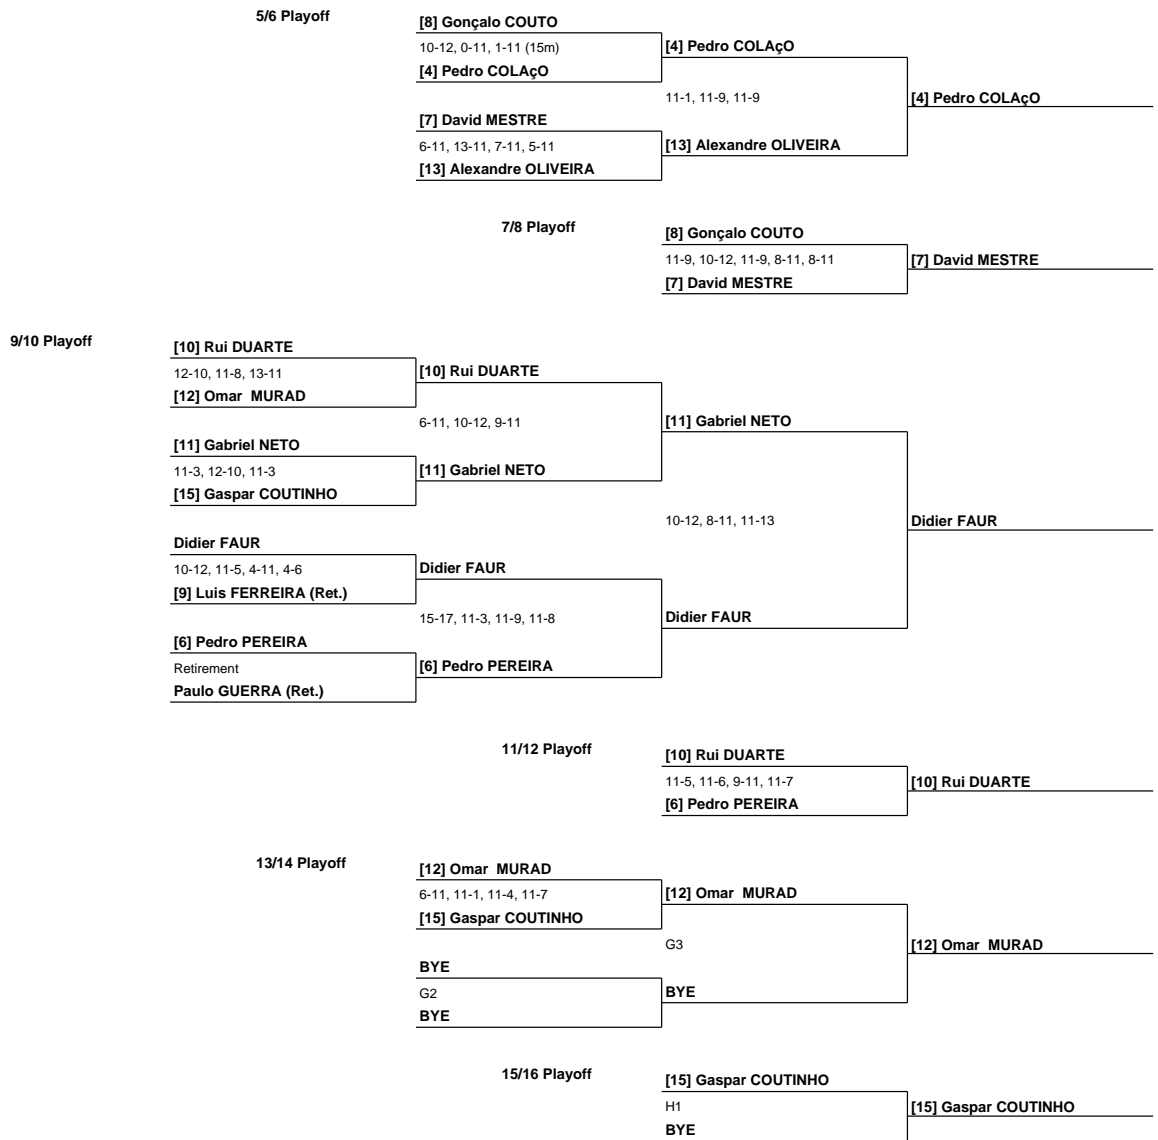 5/6 Playoff
[8] Gonçalo COUTO
10-12, 0-11, 1-11 (15m)
[4] Pedro COLAçO
[4] Pedro COLAçO
11-1, 11-9, 11-9
[4] Pedro COLAçO
[7] David MESTRE
6-11, 13-11, 7-11, 5-11
[13] Alexandre OLIVEIRA
[13] Alexandre OLIVEIRA
7/8 Playoff
[8] Gonçalo COUTO
11-9, 10-12, 11-9, 8-11, 8-11
[7] David MESTRE
[7] David MESTRE
9/10 Playoff
[10] Rui DUARTE
12-10, 11-8, 13-11
[10] Rui DUARTE
[12] Omar  MURAD
6-11, 10-12, 9-11
[11] Gabriel NETO
[11] Gabriel NETO
11-3, 12-10, 11-3
[11] Gabriel NETO
[15] Gaspar COUTINHO
10-12, 8-11, 11-13
Didier FAUR
Didier FAUR
10-12, 11-5, 4-11, 4-6
Didier FAUR
[9] Luis FERREIRA (Ret.)
15-17, 11-3, 11-9, 11-8
Didier FAUR
[6] Pedro PEREIRA
Retirement
[6] Pedro PEREIRA
Paulo GUERRA (Ret.)
11/12 Playoff
[10] Rui DUARTE
11-5, 11-6, 9-11, 11-7
[10] Rui DUARTE
[6] Pedro PEREIRA
13/14 Playoff
[12] Omar  MURAD
6-11, 11-1, 11-4, 11-7
[12] Omar  MURAD
[15] Gaspar COUTINHO
G3
[12] Omar  MURAD
BYE
G2
BYE
BYE
15/16 Playoff
[15] Gaspar COUTINHO
H1
[15] Gaspar COUTINHO
BYE